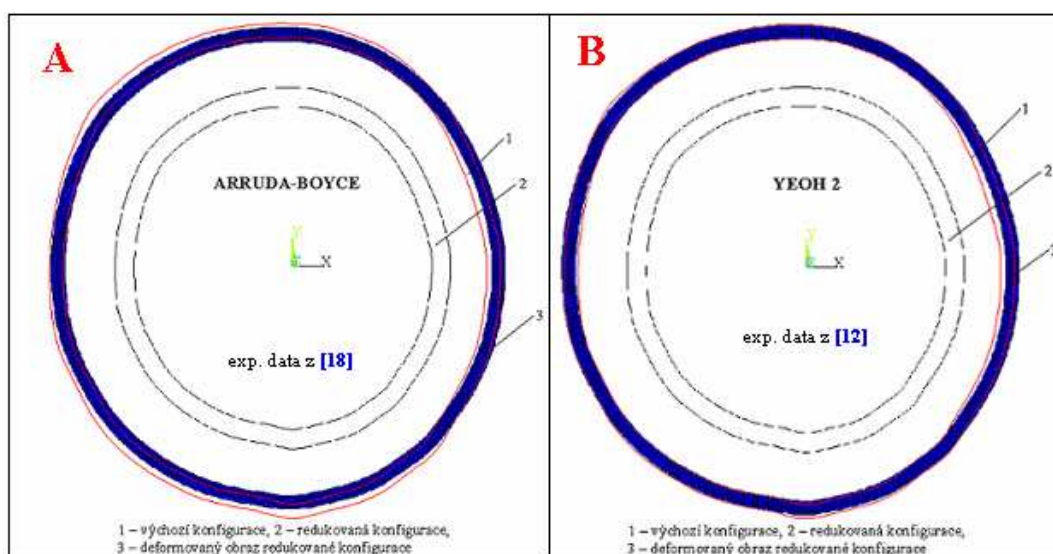 A
1
2
ARRUDA-BOYCE
Y
X
3
exp. data z [18]
1 – výchozí konfigurace, 2 – redukovaná konfigurace,
3 – deformovaný obraz redukované konfigurace
B
1
2
YEOH 2
Y
X
exp. data z [12]
1 – výchozí konfigurace, 2 – redukovaná konfigurace,
3 – deformovaný obraz redukované konfigurace